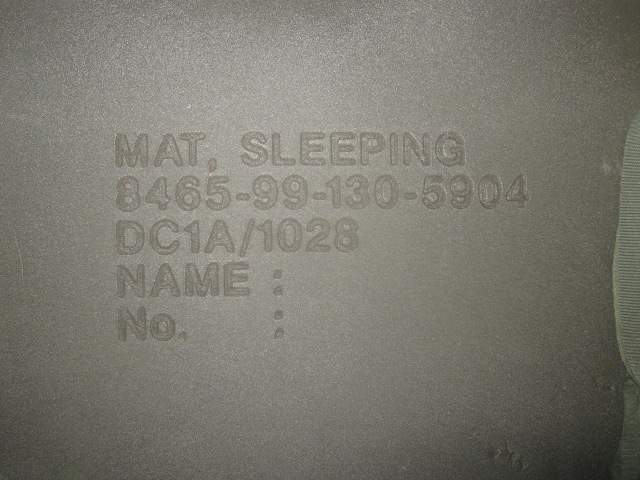 MAT, SLEEPING
8465-99-130-5904
DC1A/1028
NAME :
No. :